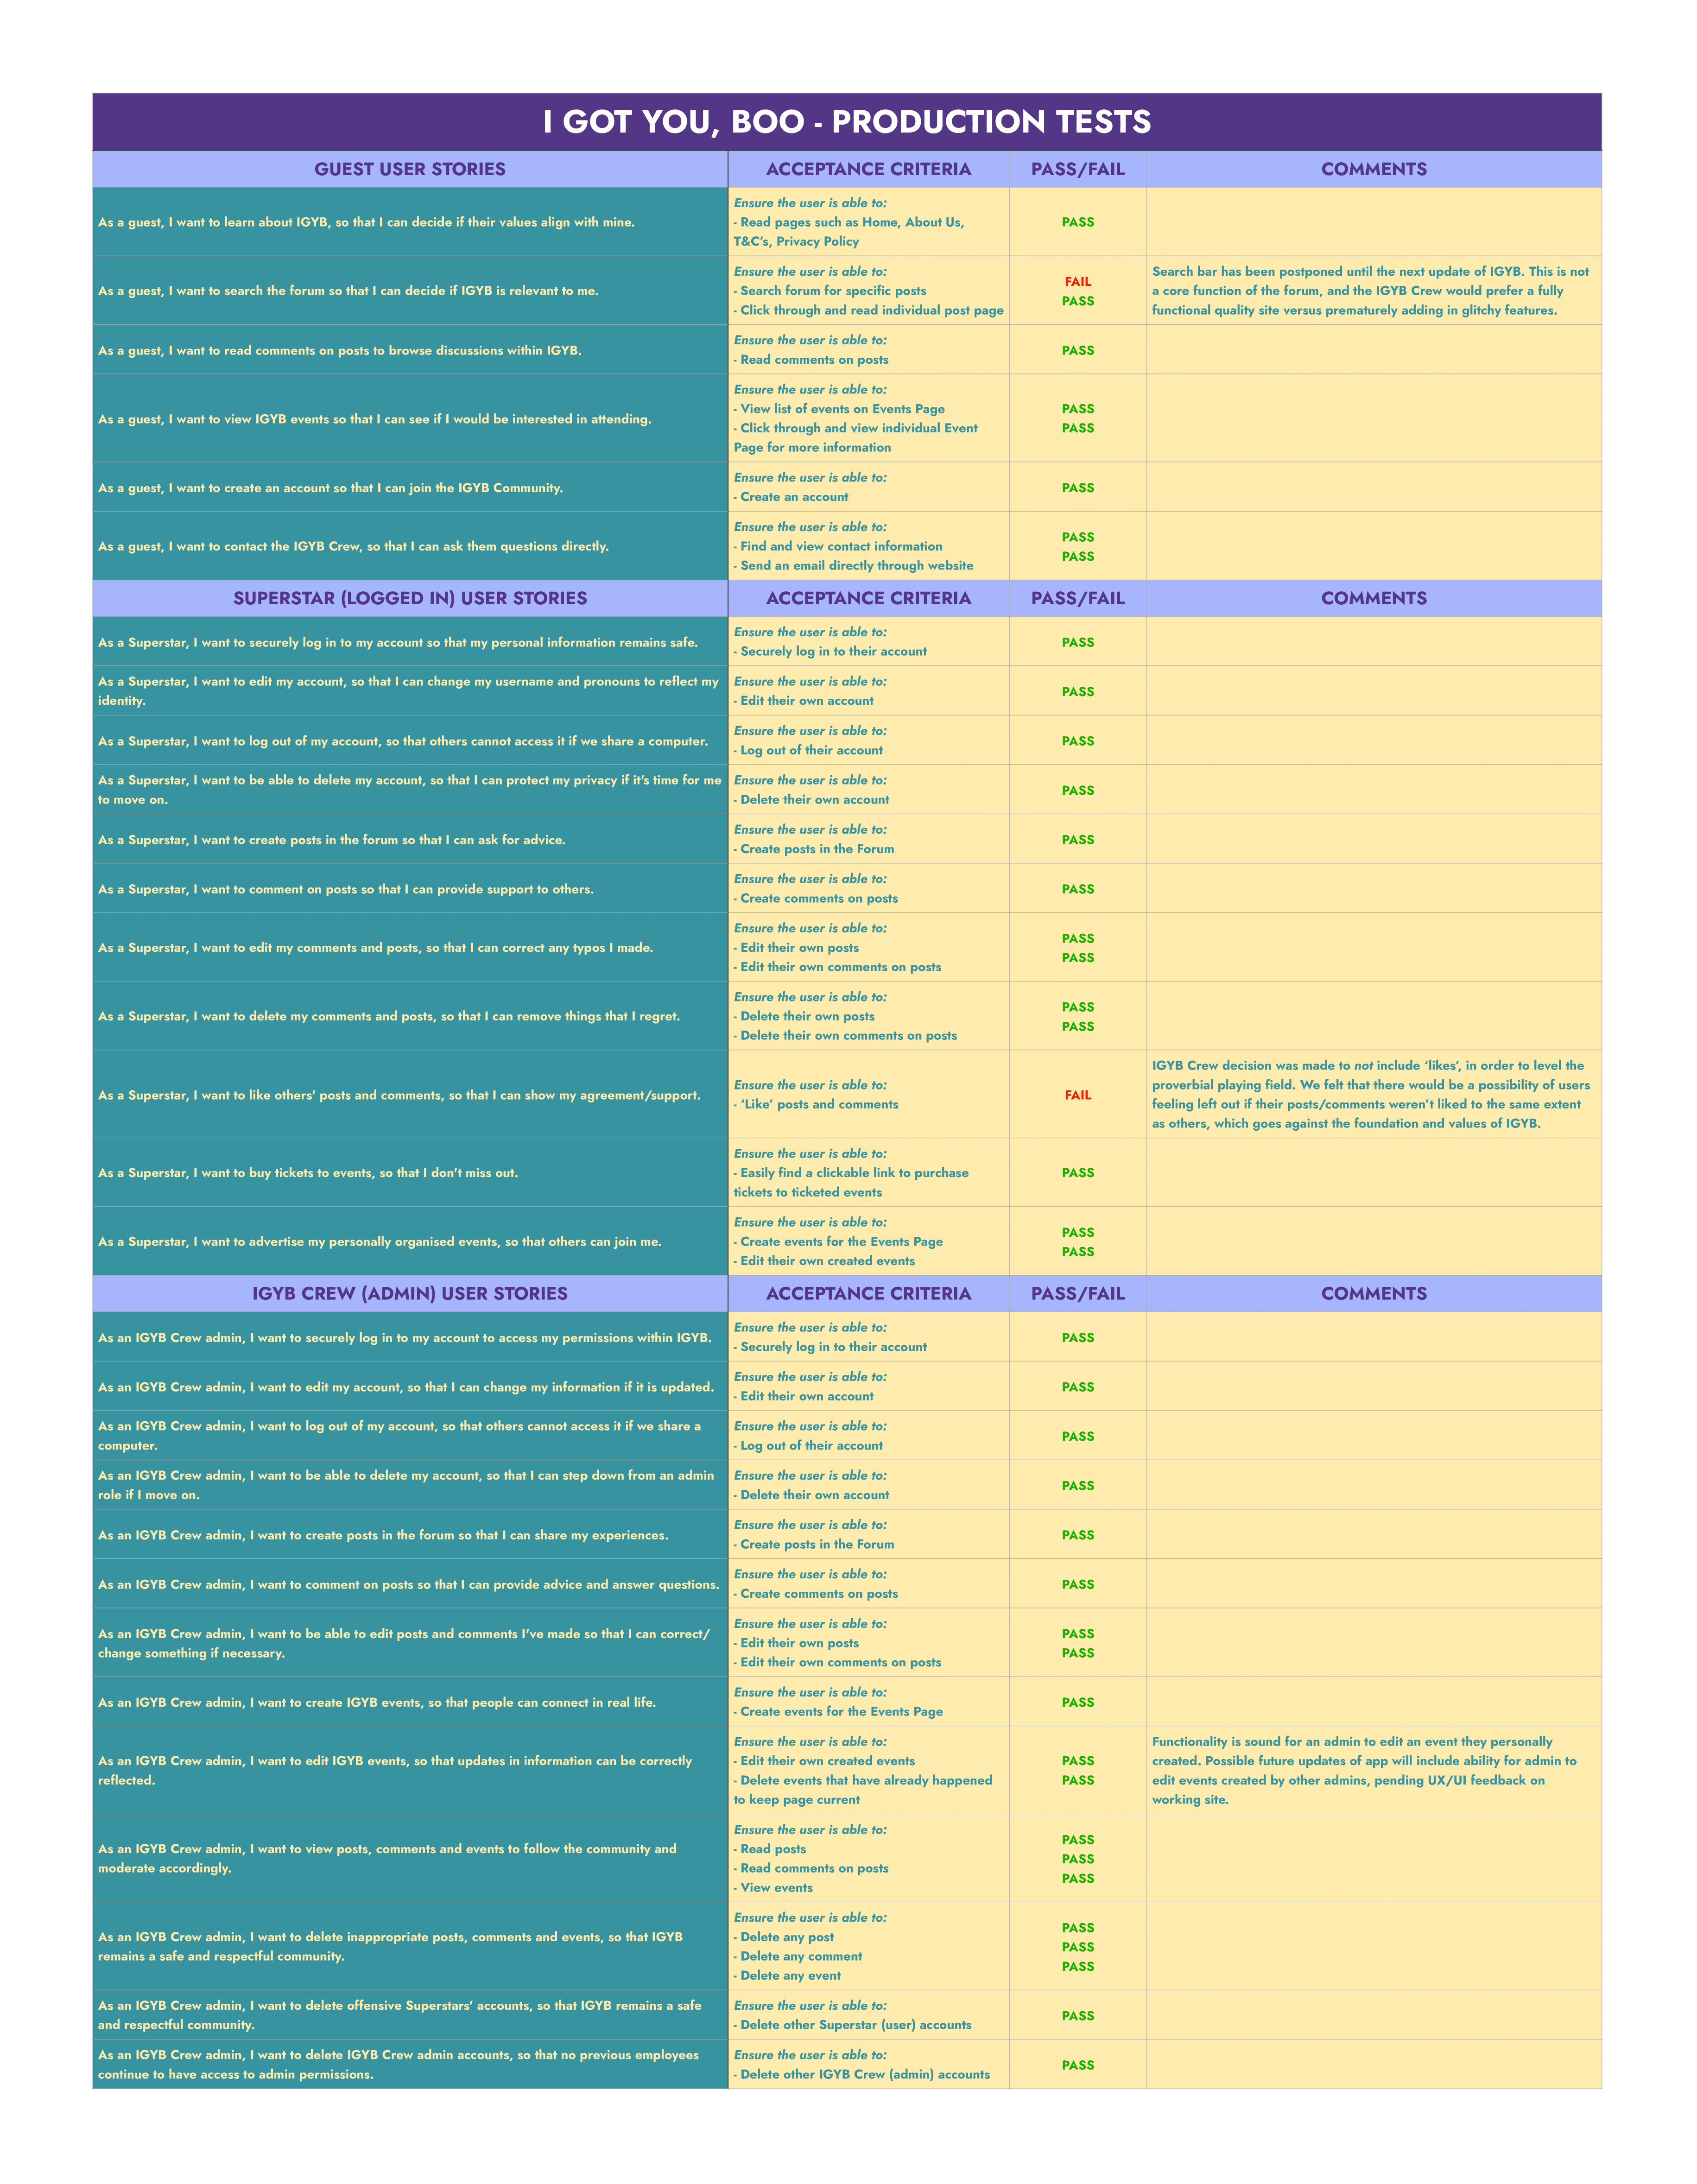 I GOT YOU, BOO - PRODUCTION TESTS
GUEST USER STORIES
ACCEPTANCE CRITERIA
PASS/FAIL
COMMENTS
As a guest, I want to learn about IGYB, so that I can decide if their values align with mine.
Ensure the user is able to:
- Read pages such as Home, About Us,
T&C's, Privacy Policy
PASS
As a guest, I want to search the forum so that I can decide if IGYB is relevant to me.
Ensure the user is able to:
- Search forum for specific posts
- Click through and read individual post page
FAIL
PASS
Search bar has been postponed until the next update of IGYB. This is not
a core function of the forum, and the IGYB Crew would prefer a fully
functional quality site versus prematurely adding in glitchy features.
As a guest, I want to read comments on posts to browse discussions within IGYB.
Ensure the user is able to:
- Read comments on posts
PASS
As a guest, I want to view IGYB events so that I can see if I would be interested in attending.
Ensure the user is able to:
- View list of events on Events Page
- Click through and view individual Event
Page for more information
PASS
PASS
As a guest, I want to create an account so that I can join the IGYB Community.
Ensure the user is able to:
- Create an account
PASS
As a guest, I want to contact the IGYB Crew, so that I can ask them questions directly.
Ensure the user is able to:
- Find and view contact information
- Send an email directly through website
PASS
PASS
SUPERSTAR (LOGGED IN) USER STORIES
ACCEPTANCE CRITERIA
PASS/FAIL
COMMENTS
As a Superstar, I want to securely log in to my account so that my personal information remains safe.
Ensure the user is able to:
- Securely log in to their account
PASS
As a Superstar, I want to edit my account, so that I can change my username and pronouns to reflect my
identity.
Ensure the user is able to:
- Edit their own account
PASS
As a Superstar, I want to log out of my account, so that others cannot access it if we share a computer.
Ensure the user is able to:
- Log out of their account
PASS
As a Superstar, I want to be able to delete my account, so that I can protect my privacy if it's time for me
to move on.
Ensure the user is able to:
- Delete their own account
PASS
As a Superstar, I want to create posts in the forum so that I can ask for advice.
Ensure the user is able to:
- Create posts in the Forum
PASS
As a Superstar, I want to comment on posts so that I can provide support to others.
Ensure the user is able to:
- Create comments on posts
PASS
As a Superstar, I want to edit my comments and posts, so that I can correct any typos I made.
Ensure the user is able to:
- Edit their own posts
- Edit their own comments on posts
PASS
PASS
As a Superstar, I want to delete my comments and posts, so that I can remove things that I regret.
Ensure the user is able to:
- Delete their own posts
- Delete their own comments on posts
PASS
PASS
As a Superstar, I want to like others' posts and comments, so that I can show my agreement/support.
Ensure the user is able to:
- 'Like' posts and comments
FAIL
IGYB Crew decision was made to not include 'likes', in order to level the
proverbial playing field. We felt that there would be a possibility of users
feeling left out if their posts/comments weren't liked to the same extent
as others, which goes against the foundation and values of IGYB.
As a Superstar, I want to buy tickets to events, so that I don't miss out.
Ensure the user is able to:
- Easily find a clickable link to purchase
tickets to ticketed events
PASS
As a Superstar, I want to advertise my personally organised events, so that others can join me.
Ensure the user is able to:
- Create events for the Events Page
- Edit their own created events
PASS
PASS
IGYB CREW (ADMIN) USER STORIES
ACCEPTANCE CRITERIA
PASS/FAIL
COMMENTS
As an IGYB Crew admin, I want to securely log in to my account to access my permissions within IGYB.
Ensure the user is able to:
- Securely log in to their account
PASS
As an IGYB Crew admin, I want to edit my account, so that I can change my information if it is updated.
Ensure the user is able to:
- Edit their own account
PASS
As an IGYB Crew admin, I want to log out of my account, so that others cannot access it if we share a
computer.
Ensure the user is able to:
- Log out of their account
PASS
As an IGYB Crew admin, I want to be able to delete my account, so that I can step down from an admin
role if I move on.
Ensure the user is able to:
- Delete their own account
PASS
As an IGYB Crew admin, I want to create posts in the forum so that I can share my experiences.
Ensure the user is able to:
- Create posts in the Forum
PASS
As an IGYB Crew admin, I want to comment on posts so that I can provide advice and answer questions.
Ensure the user is able to:
- Create comments on posts
PASS
As an IGYB Crew admin, I want to be able to edit posts and comments I've made so that I can correct/
change something if necessary.
Ensure the user is able to:
- Edit their own posts
- Edit their own comments on posts
PASS
PASS
As an IGYB Crew admin, I want to create IGYB events, so that people can connect in real life.
Ensure the user is able to:
- Create events for the Events Page
PASS
As an IGYB Crew admin, I want to edit IGYB events, so that updates in information can be correctly
reflected.
Ensure the user is able to:
- Edit their own created events
- Delete events that have already happened
to keep page current
PASS
PASS
Functionality is sound for an admin to edit an event they personally
created. Possible future updates of app will include ability for admin to
edit events created by other admins, pending UX/UI feedback on
working site.
As an IGYB Crew admin, I want to view posts, comments and events to follow the community and
moderate accordingly.
Ensure the user is able to:
- Read posts
- Read comments on posts
- View events
PASS
PASS
PASS
As an IGYB Crew admin, I want to delete inappropriate posts, comments and events, so that IGYB
remains a safe and respectful community.
Ensure the user is able to:
- Delete any post
- Delete any comment
- Delete any event
PASS
PASS
PASS
As an IGYB Crew admin, I want to delete offensive Superstars' accounts, so that IGYB remains a safe
and respectful community.
Ensure the user is able to:
- Delete other Superstar (user) accounts
PASS
As an IGYB Crew admin, I want to delete IGYB Crew admin accounts, so that no previous employees
continue to have access to admin permissions.
Ensure the user is able to:
- Delete other IGYB Crew (admin) accounts
PASS